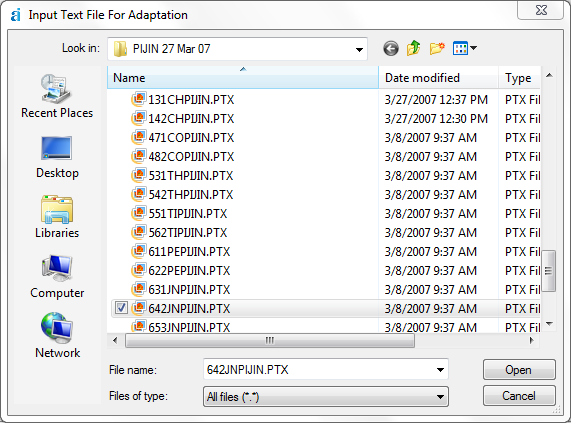 Input Text File For Adaptation
Look in: PIJIN 27 Mar 07
Name Date modified Type
131CHPIJIN.PTX 3/27/2007 12:37 PM PTX Fil
142CHPIJIN.PTX 3/27/2007 12:30 PM PTX Fil
471COPIJIN.PTX 3/8/2007 9:37 AM PTX Fil
482COPIJIN.PTX 3/8/2007 9:37 AM PTX Fil
531THPIJIN.PTX 3/8/2007 9:37 AM PTX Fil
542THPIJIN.PTX 3/8/2007 9:37 AM PTX Fil
551TIPIJIN.PTX 3/8/2007 9:37 AM PTX Fil
562TIPIJIN.PTX 3/8/2007 9:37 AM PTX Fil
611PEPIJIN.PTX 3/8/2007 9:37 AM PTX Fil
622PEPIJIN.PTX 3/8/2007 9:37 AM PTX Fil
631JNPIJIN.PTX 3/8/2007 9:37 AM PTX Fil
642JNPIJIN.PTX 3/8/2007 9:37 AM PTX Fil
653JNPIJIN.PTX 3/8/2007 9:37 AM PTX Fil
Recent Places
Desktop
Libraries
Computer
Network
File name: 642JNPIJIN.PTX Open
Files of type: All files (*.*) Cancel